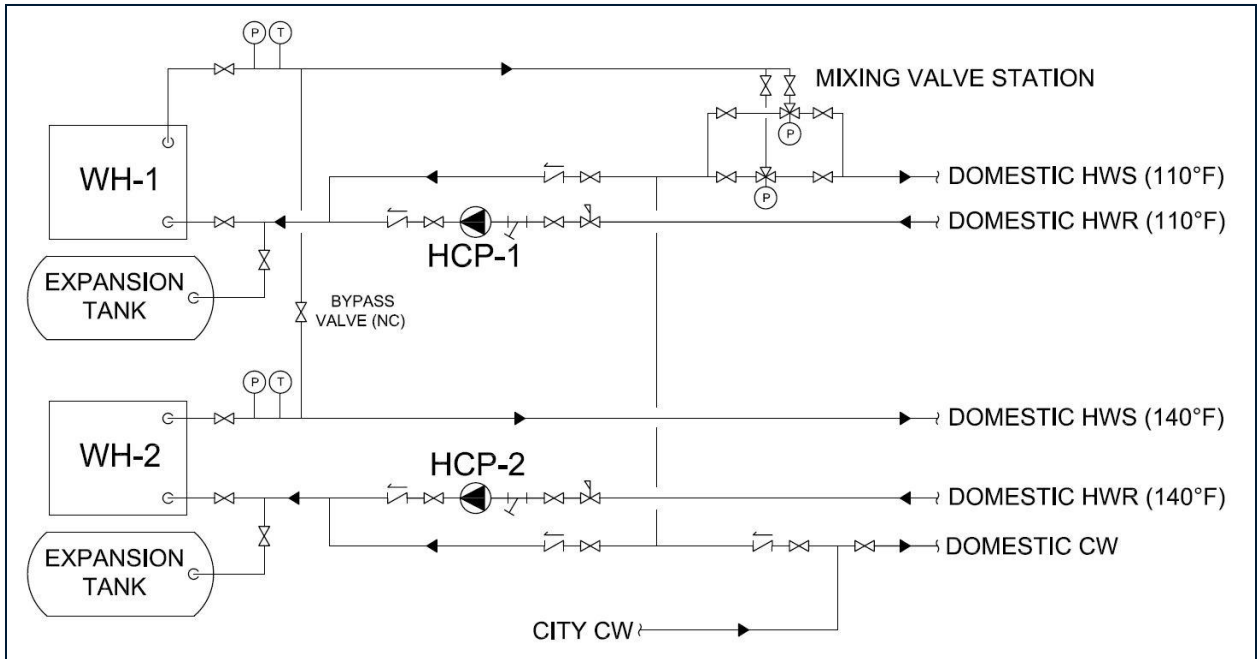 P T
MIXING VALVE STATION
P
WH-1
DOMESTIC HWS (110°F)
P
DOMESTIC HWR (110°F)
HCP-1
EXPANSION
TANK
BYPASS
VALVE (NC)
P T
DOMESTIC HWS (140°F)
WH-2
HCP-2
DOMESTIC HWR (140°F)
DOMESTIC CW
EXPANSION
TANK
CITY CW